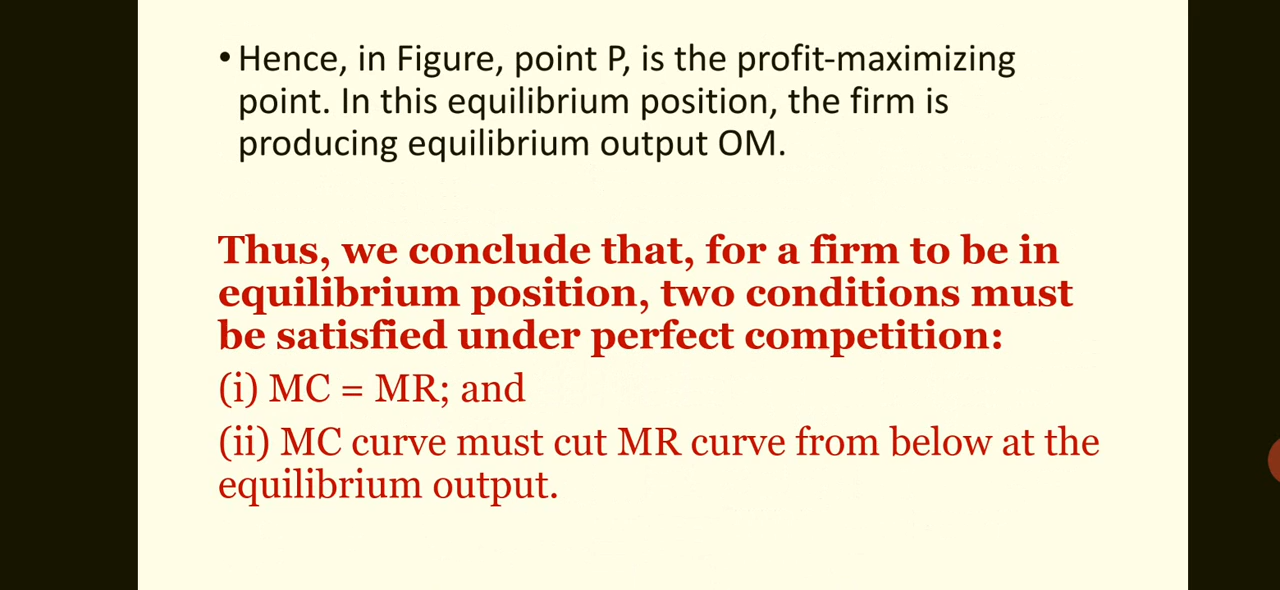 • Hence, in Figure, point P, is the profit-maximizing
point. In this equilibrium position, the firm is
producing equilibrium output OM.
Thus, we conclude that, for a firm to be in
equilibrium position, two conditions must
be satisfied under perfect competition:
(i) MC = MR; and
(ii) MC curve must cut MR curve from below at the
equilibrium output.